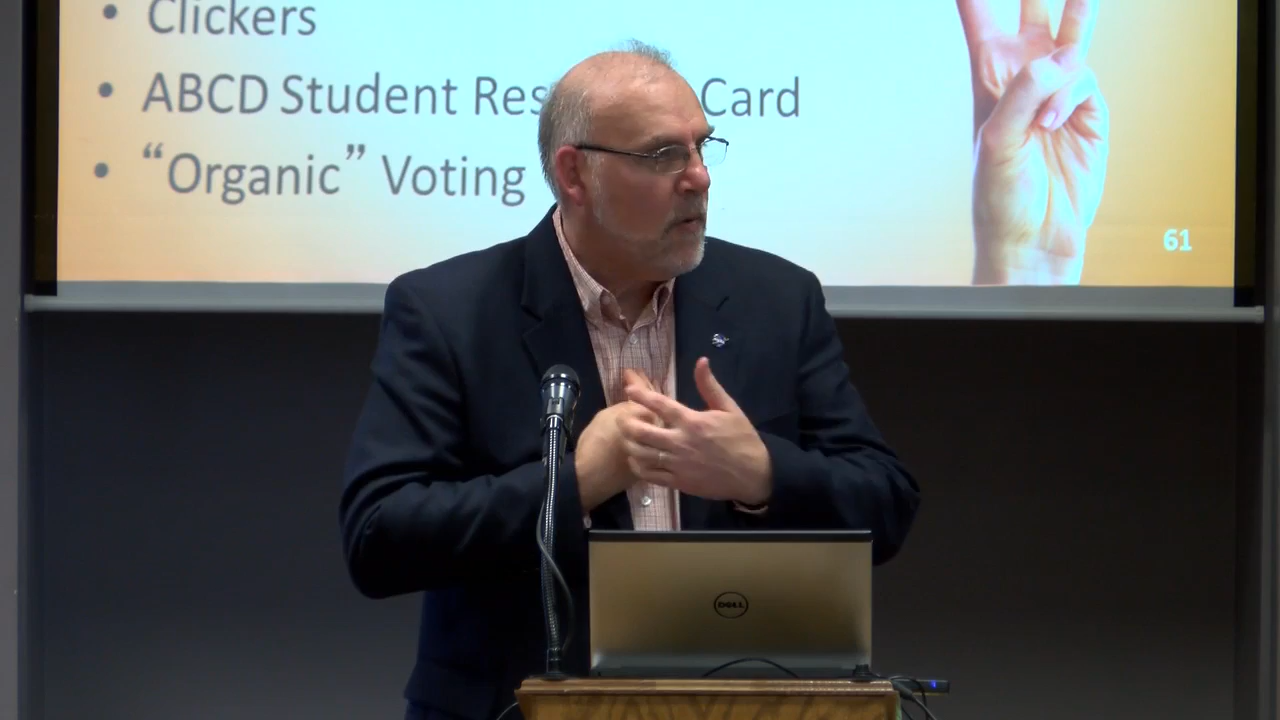 • Clickers
• ABCD Student Res Card
• “Organic” Voting
61
DELL